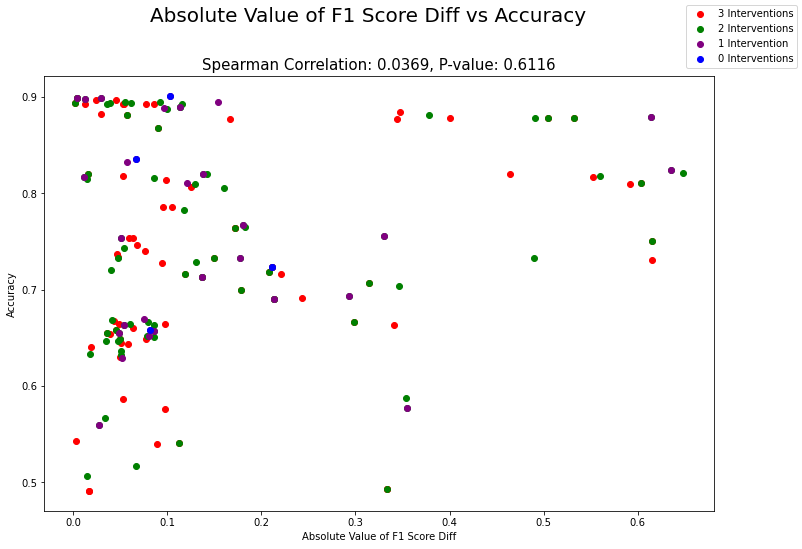 Absolute Value of F1 Score Diff vs Accuracy
3 Interventions
2 Interventions
1 Intervention
0 Interventions
Spearman Correlation: 0.0369, P-value: 0.6116
0.9
0.8
0.7
0.6
0.5
Accuracy
0.0 0.1 0.2 0.3 0.4 0.5 0.6
Absolute Value of F1 Score Diff